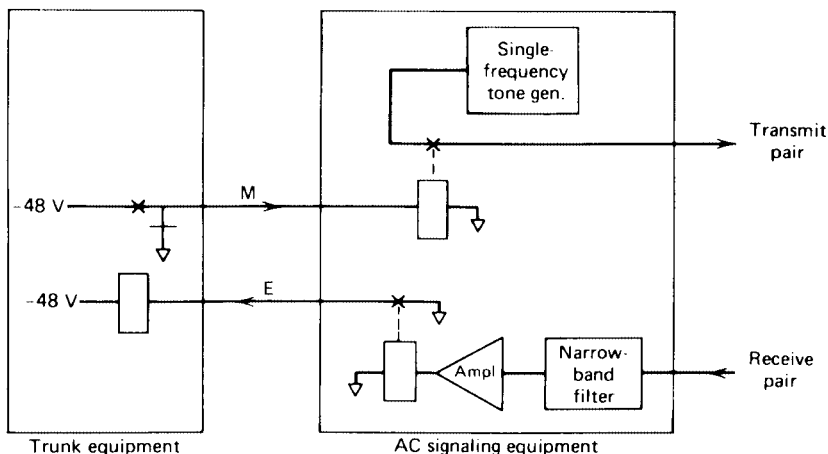 Single-
frequency
tone gen.
Transmit
pair
-48 V
M
-48 V
E
Ampl
Narrow-
band
filter
Receive
pair
Trunk equipment
AC signaling equipment